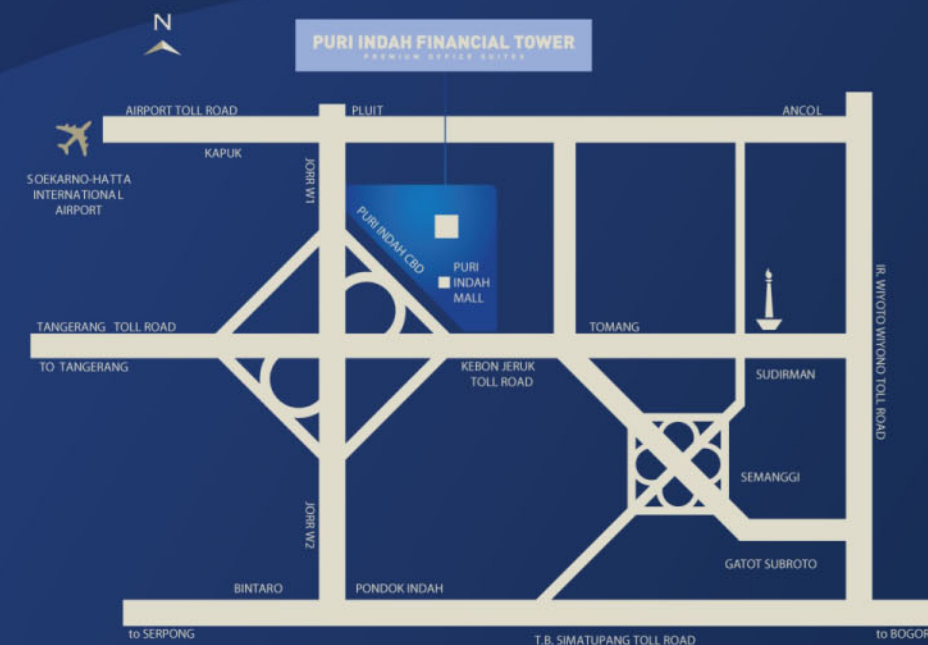 N
PURI INDAH FINANCIAL TOWER
PREMIUM OFFICE SUITES
AIRPORT TOLL ROAD
PLUIT
ANCOL
KAPUK
SOEKARNO-HATTA
INTERNATIONAL
AIRPORT
JORR W1
PURI INDAH CBD
PURI
INDAH
MALL
IR. WIYOTO WIYONO TOLL ROAD
TANGERANG TOLL ROAD
TOMANG
TO TANGERANG
KEBON JERUK
TOLL ROAD
SUDIRMAN
SEMANGGI
JORR W2
GATOT SUBROTO
BINTARO
PONDOK INDAH
to SERPONG
T.B. SIMATUPANG TOLL ROAD
to BOGOR